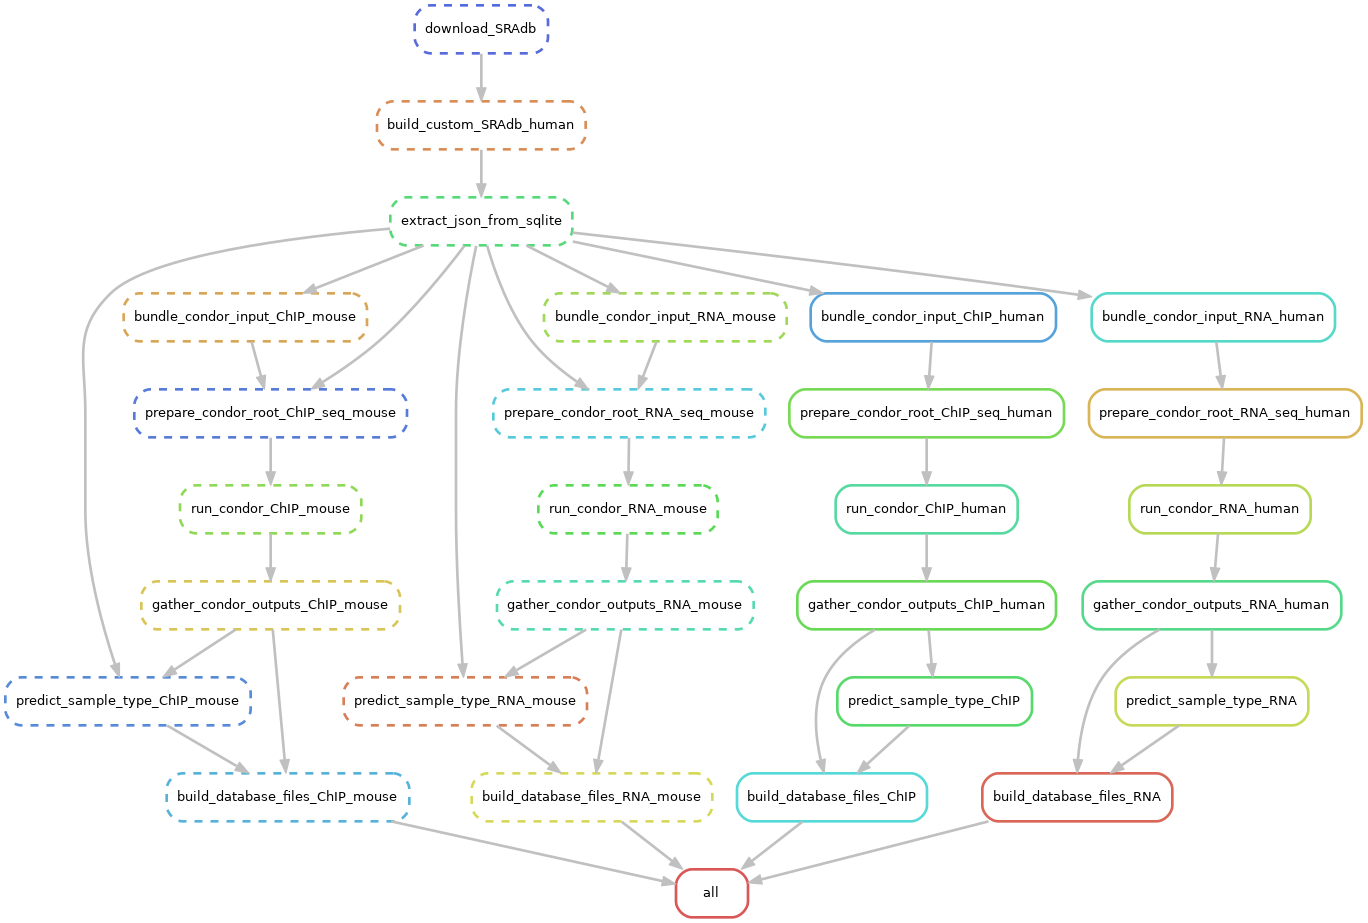 download_SRAdb
build_custom_SRAdb_human
extract_json_from_sqlite
bundle_condor_input_ChIP_mouse
bundle_condor_input_RNA_mouse
bundle_condor_input_ChIP_human
bundle_condor_input_RNA_human
prepare_condor_root_ChIP_seq_mouse
prepare_condor_root_RNA_seq_mouse
prepare_condor_root_ChIP_seq_human
prepare_condor_root_RNA_seq_human
run_condor_ChIP_mouse
run_condor_RNA_mouse
run_condor_ChIP_human
run_condor_RNA_human
gather_condor_outputs_ChIP_mouse
gather_condor_outputs_RNA_mouse
gather_condor_outputs_ChIP_human
gather_condor_outputs_RNA_human
predict_sample_type_ChIP_mouse
predict_sample_type_RNA_mouse
predict_sample_type_ChIP
predict_sample_type_RNA
build_database_files_ChIP_mouse
build_database_files_RNA_mouse
build_database_files_ChIP
build_database_files_RNA
all